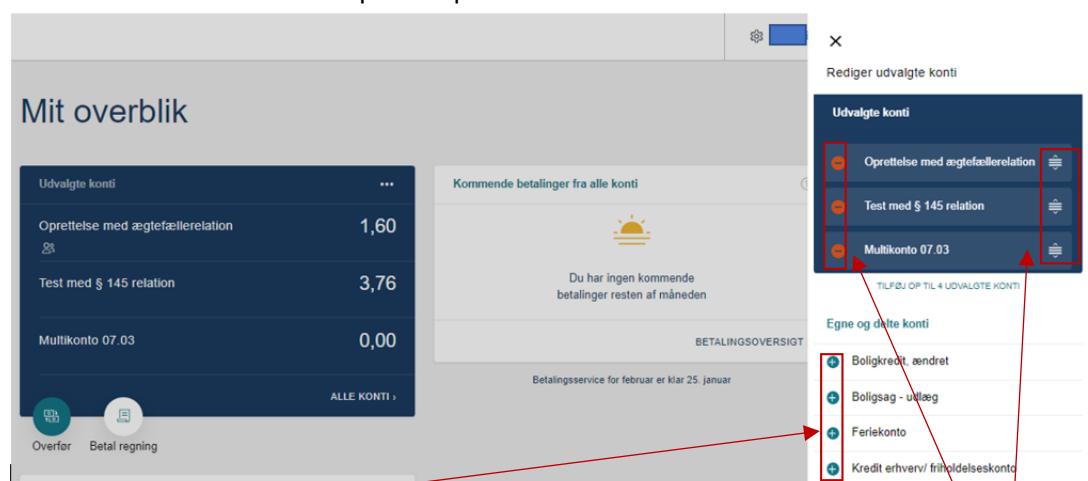 Rediger udvalgte konti
Mit overblik
Udvalgte konti
Oprettelse med ægtefællerelation 1,60
Test med § 145 relation 3,76
Multikonto 07.03 0,00
ALLE KONTI ›
Overfør Betal regning
Kommende betalinger fra alle konti
Du har ingen kommende
betalinger resten af måneden
BETALINGSOVERSIGT
Betalingsservice for februar er klar 25. januar
Udvalgte konti
Oprettelse med ægtefællerelation
Test med § 145 relation
Multikonto 07.03
TILFØJ OP TIL 4 UDVALGTE KONTI
Egne og delte konti
Boligkredit, ændret
Boligsag - udlæg
Feriekonto
Kredit erhverv/ friholdelseskonto